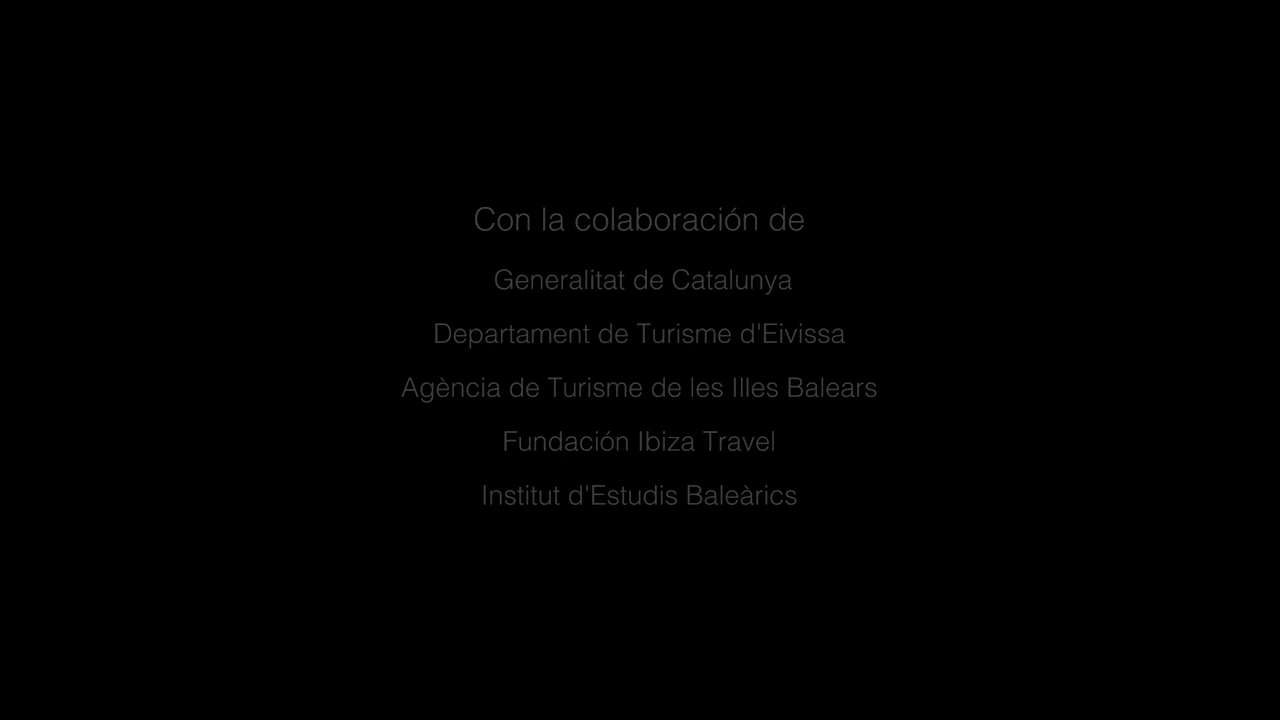 Con la colaboración de
Generalitat de Catalunya
Departament de Turisme d'Eivissa
Agència de Turisme de les Illes Balears
Fundación Ibiza Travel
Institut d'Estudis Baleàrics